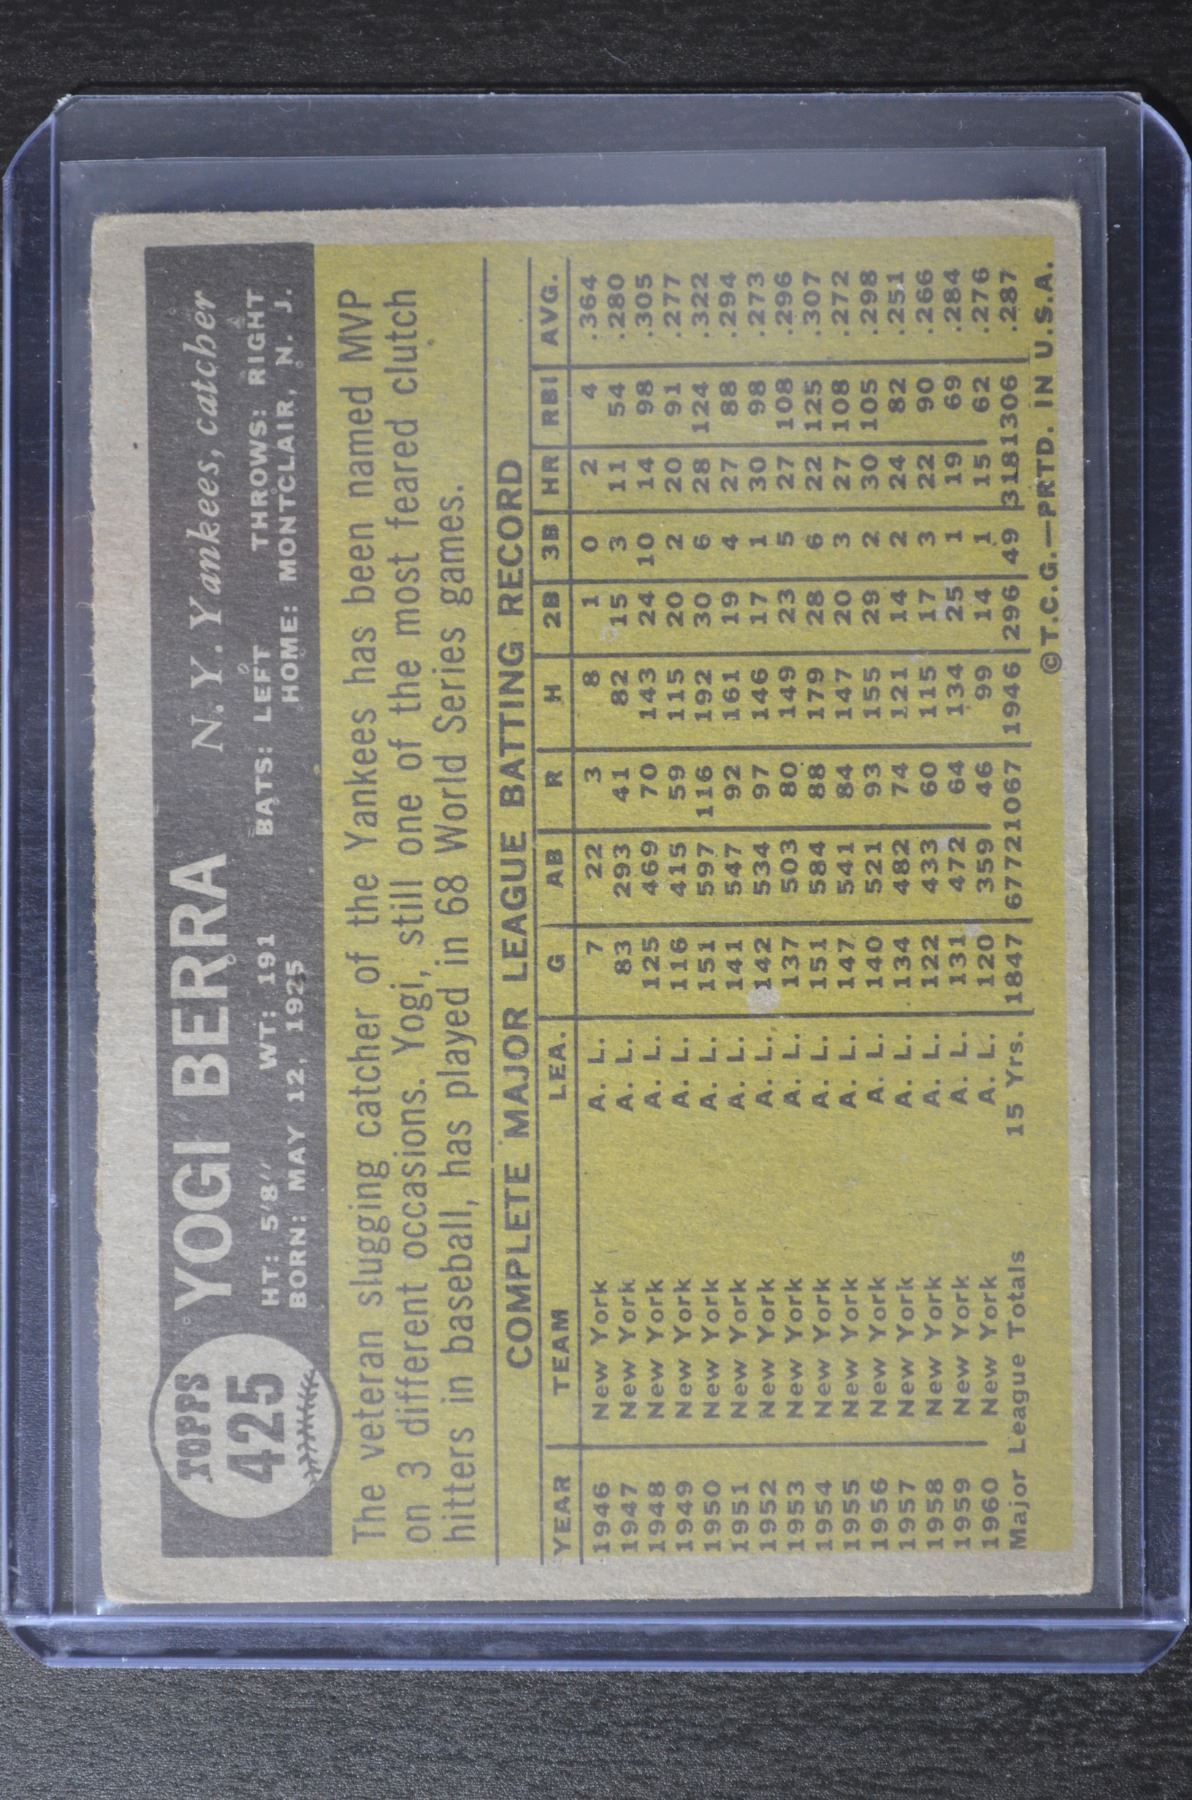 TOPPS
425
YOGI BERRA N. Y. Yankees, catcher
HT: 5'8" WT: 191 BATS: LEFT THROWS: RIGHT
BORN: MAY 12, 1925 HOME: MONTCLAIR, N. J.
The veteran slugging catcher of the Yankees has been named MVP
on 3 different occasions. Yogi, still one of the most feared clutch
hitters in baseball, has played in 68 World Series games.
COMPLETE MAJOR LEAGUE BATTING RECORD
YEAR TEAM LEA. G AB R H 2B 3B HR RBI AVG.
1946 New York A. L. 7 22 3 8 1 0 2 4 .364
1947 New York A. L. 83 293 41 82 15 3 11 54 .280
1948 New York A. L. 125 469 70 143 24 10 14 98 .305
1949 New York A. L. 116 415 59 115 20 2 20 91 .277
1950 New York A. L. 151 597 116 192 30 6 28 124 .322
1951 New York A. L. 141 547 92 161 19 4 27 88 .294
1952 New York A. L. 142 534 97 146 17 1 30 98 .273
1953 New York A. L. 137 503 80 149 23 5 27 108 .296
1954 New York A. L. 151 584 88 179 28 6 22 125 .307
1955 New York A. L. 147 541 84 147 20 3 27 108 .272
1956 New York A. L. 140 521 93 155 29 2 30 105 .298
1957 New York A. L. 134 482 74 121 14 2 24 82 .251
1958 New York A. L. 122 433 60 115 17 3 22 90 .266
1959 New York A. L. 131 472 64 134 25 1 19 69 .284
1960 New York A. L. 120 359 46 99 14 1 15 62 .276
Major League Totals 15 Yrs. 1847 6772 1067 1946 296 49 318 1306 .287
©T.C.G.—PRTD. IN U.S.A.